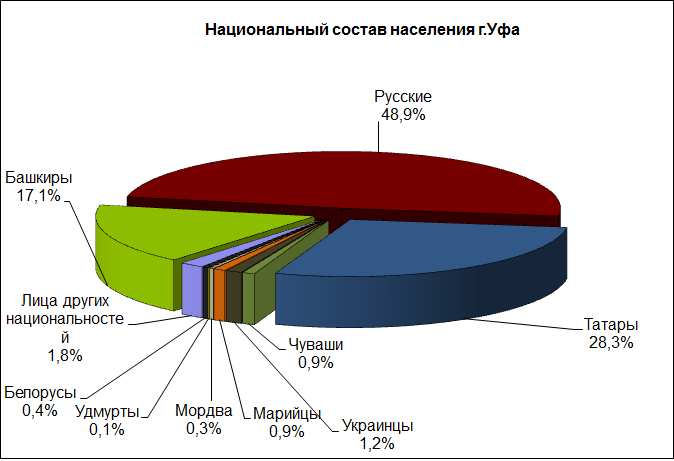 Национальный состав населения г.Уфа
Русские
48,9%
Башкиры
17,1%
Татары
28,3%
Лица других
национальносте
й
1,8%
Чуваши
0,9%
Белорусы
0,4%
Удмурты
0,1%
Мордва
0,3%
Марийцы
0,9%
Украинцы
1,2%